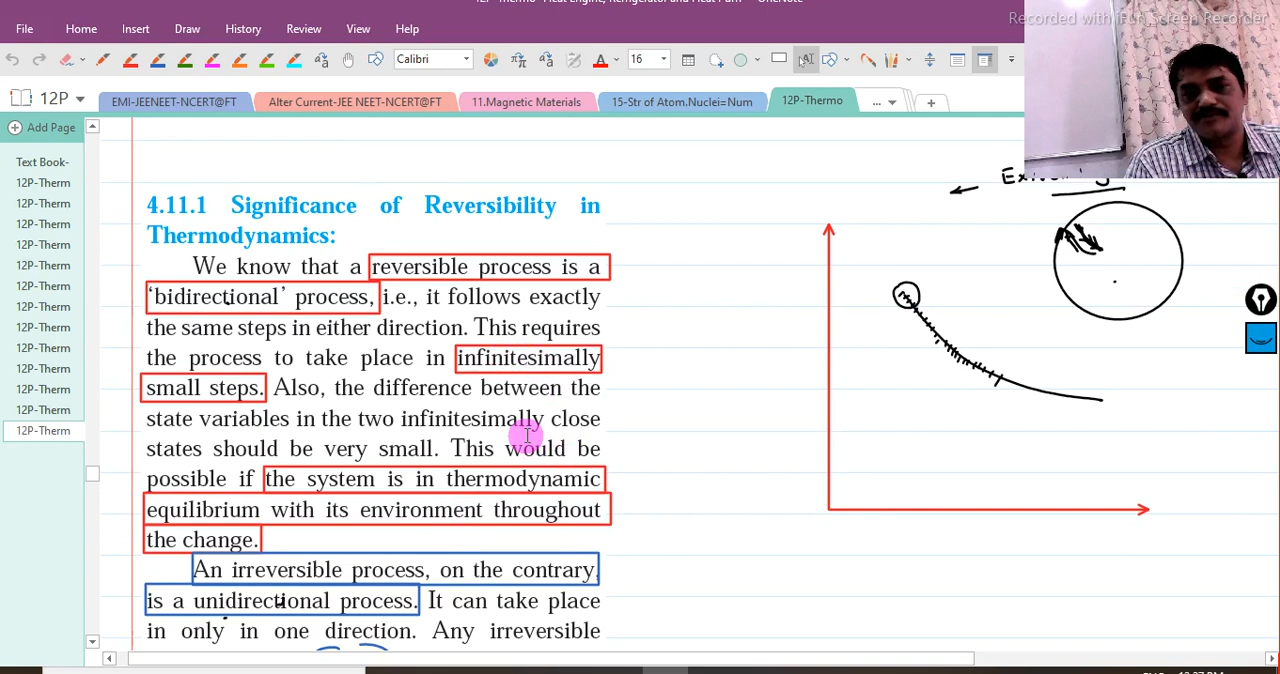 12P-Thermo -Heat Engine, Refrigerator and Heat Pum - OneNote
Recorded with iFun Screen Recorder
File Home Insert Draw History Review View Help
Calibri 16
12P EMI-JEENEET-NCERT@FT Alter Current-JEE NEET-NCERT@FT 11.Magnetic Materials 15-Str of Atom.Nuclei=Num 12P-Thermo ...
Add Page
Text Book-
12P-Therm
12P-Therm
12P-Therm
12P-Therm
12P-Therm
12P-Therm
12P-Therm
12P-Therm
12P-Therm
12P-Therm
12P-Therm
12P-Therm
12P-Therm
4.11.1 Significance of Reversibility in
Thermodynamics:
We know that a reversible process is a
‘bidirectional’ process, i.e., it follows exactly
the same steps in either direction. This requires
the process to take place in infinitesimally
small steps. Also, the difference between the
state variables in the two infinitesimally close
states should be very small. This would be
possible if the system is in thermodynamic
equilibrium with its environment throughout
the change.
An irreversible process, on the contrary,
is a unidirectional process. It can take place
in only in one direction. Any irreversible